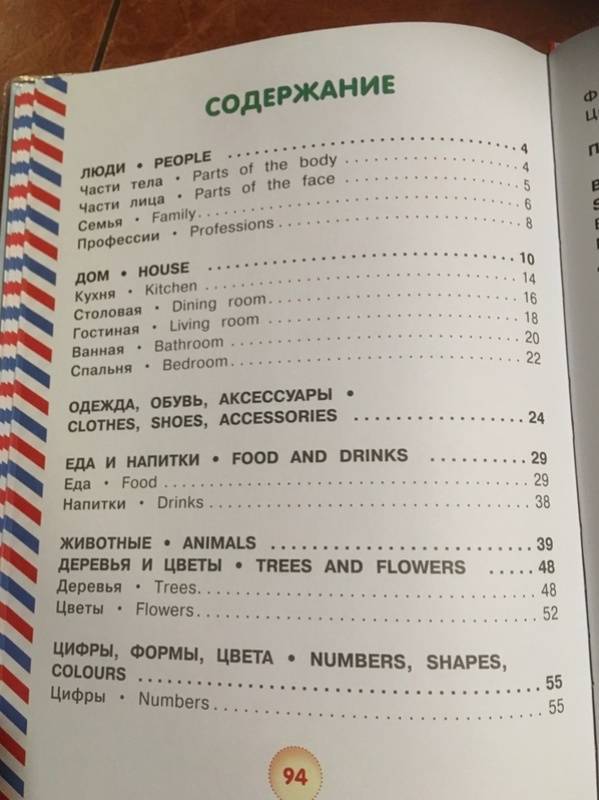 СОДЕРЖАНИЕ
ЛЮДИ • PEOPLE ........................ 4
Части тела • Parts of the body ........................ 4
Части лица • Parts of the face ........................ 5
Семья • Family ........................ 6
Профессии • Professions ........................ 8
ДОМ • HOUSE ........................ 10
Кухня • Kitchen ........................ 14
Столовая • Dining room ........................ 16
Гостиная • Living room ........................ 18
Ванная • Bathroom ........................ 20
Спальня • Bedroom ........................ 22
ОДЕЖДА, ОБУВЬ, АКСЕССУАРЫ •
CLOTHES, SHOES, ACCESSORIES ................ 24
ЕДА И НАПИТКИ • FOOD AND DRINKS .......... 29
Еда • Food ........................ 29
Напитки • Drinks ........................ 38
ЖИВОТНЫЕ • ANIMALS ........................ 39
ДЕРЕВЬЯ И ЦВЕТЫ • TREES AND FLOWERS ..... 48
Деревья • Trees ........................ 48
Цветы • Flowers ........................ 52
ЦИФРЫ, ФОРМЫ, ЦВЕТА • NUMBERS, SHAPES,
COLOURS ........................ 55
Цифры • Numbers ........................ 55
94